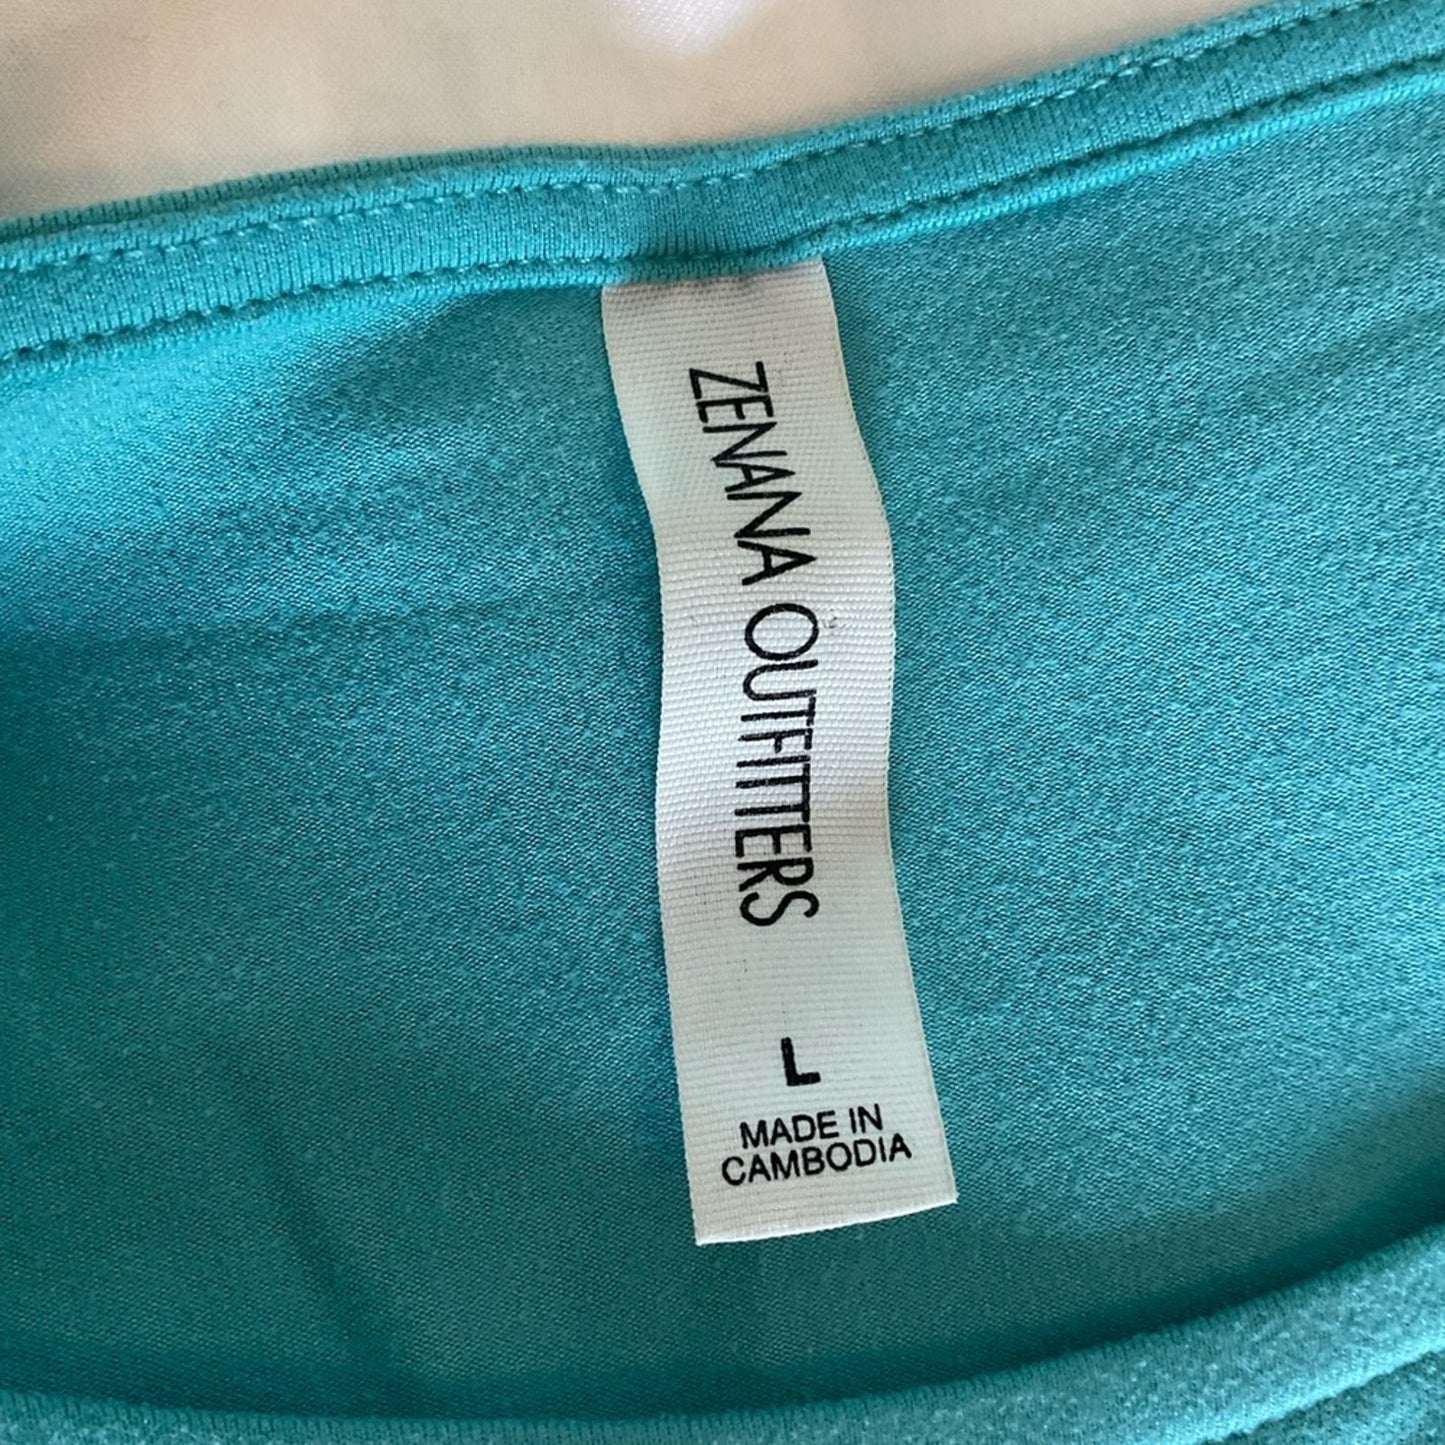 ZENANA OUTFITTERS
L
MADE IN
CAMBODIA